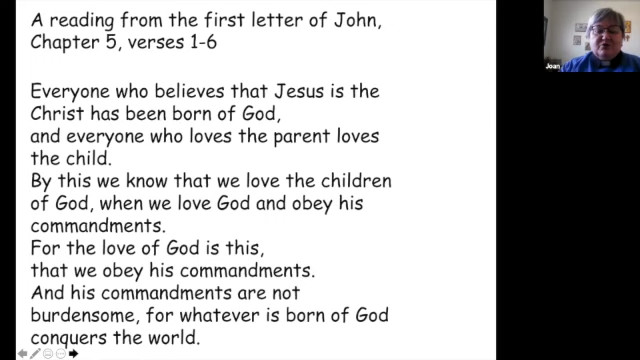 A reading from the first letter of John,
Chapter 5, verses 1-6
Everyone who believes that Jesus is the
Christ has been born of God,
and everyone who loves the parent loves
the child.
By this we know that we love the children
of God, when we love God and obey his
commandments.
For the love of God is this,
that we obey his commandments.
And his commandments are not
burdensome, for whatever is born of God
conquers the world.
Joan